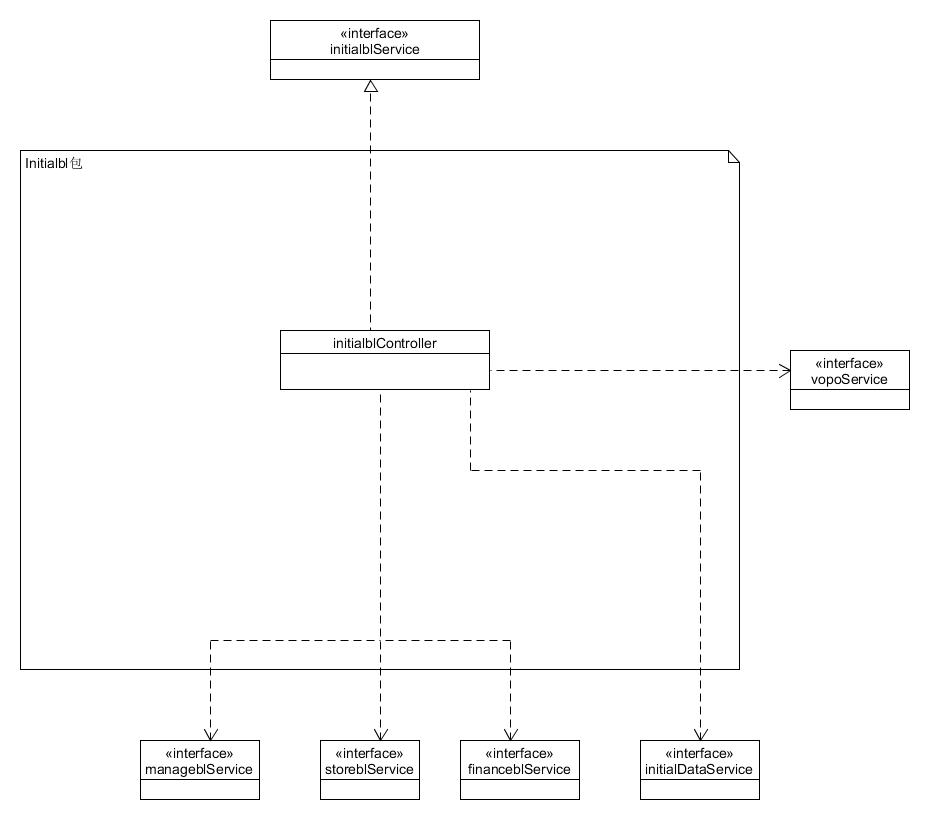 «interface»
initialblService
Initialbl包
initialblController
«interface»
vopoService
«interface»
manageblService
«interface»
storeblService
«interface»
financeblService
«interface»
initialDataService